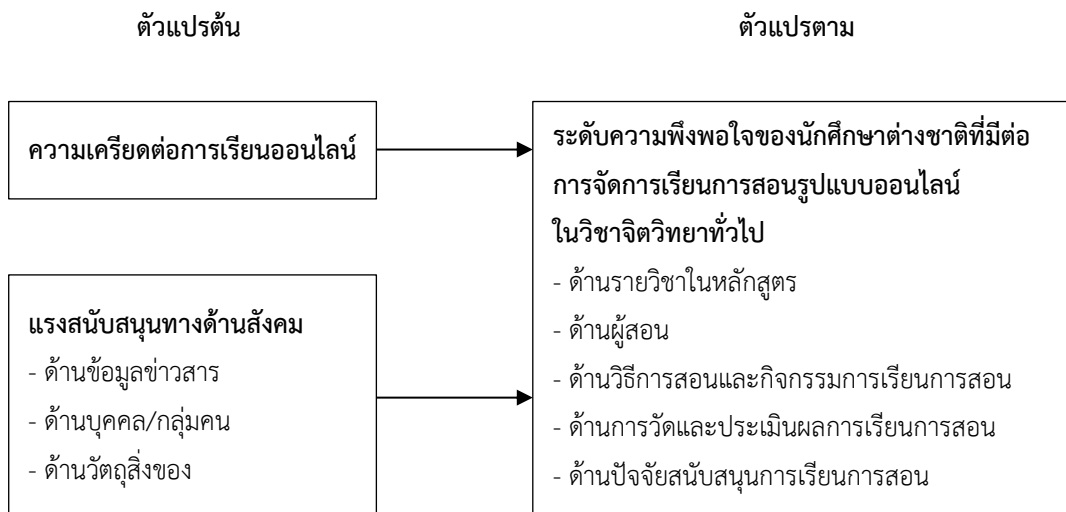 ตัวแปรต้น
ตัวแปรตาม
ความเครียดต่อการเรียนออนไลน์
แรงสนับสนุนทางด้านสังคม
- ด้านข้อมูลข่าวสาร
- ด้านบุคคล/กลุ่มคน
- ด้านวัตถุสิ่งของ
ระดับความพึงพอใจของนักศึกษาต่างชาติที่มีต่อ
การจัดการเรียนการสอนรูปแบบออนไลน์
ในวิชาจิตวิทยาทั่วไป
- ด้านรายวิชาในหลักสูตร
- ด้านผู้สอน
- ด้านวิธีการสอนและกิจกรรมการเรียนการสอน
- ด้านการวัดและประเมินผลการเรียนการสอน
- ด้านปัจจัยสนับสนุนการเรียนการสอน